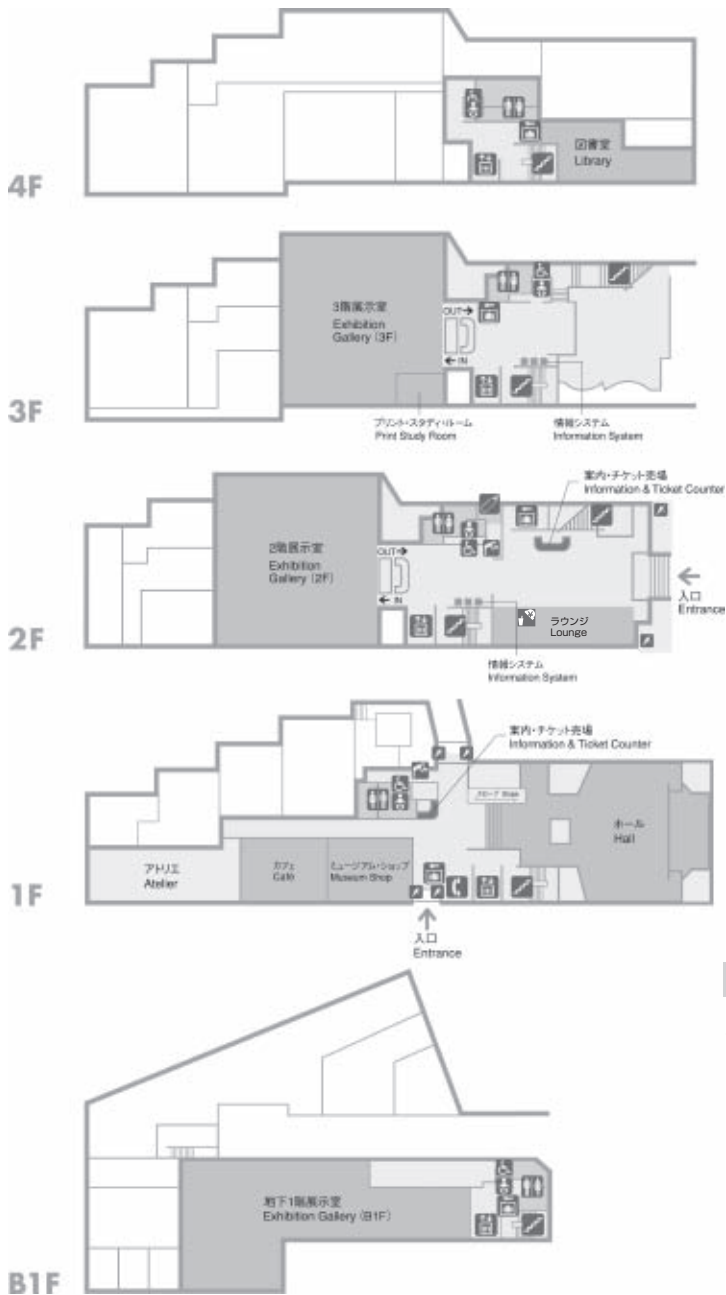 図書室
Library
4F
3階展示室
Exhibition
Gallery (3F)
OUT→
←IN
3F
プリント・スタディ・ルーム
Print Study Room
情報システム
Information System
案内・チケット売場
Information & Ticket Counter
2階展示室
Exhibition
Gallery (2F)
OUT→
←IN
入口
Entrance
ラウンジ
Lounge
2F
情報システム
Information System
案内・チケット売場
Information & Ticket Counter
スロープ Slope
ホール
Hall
アトリエ
Atelier
カフェ
Café
ミュージアム・ショップ
Museum Shop
1F
入口
Entrance
地下1階展示室
Exhibition Gallery (B1F)
B1F